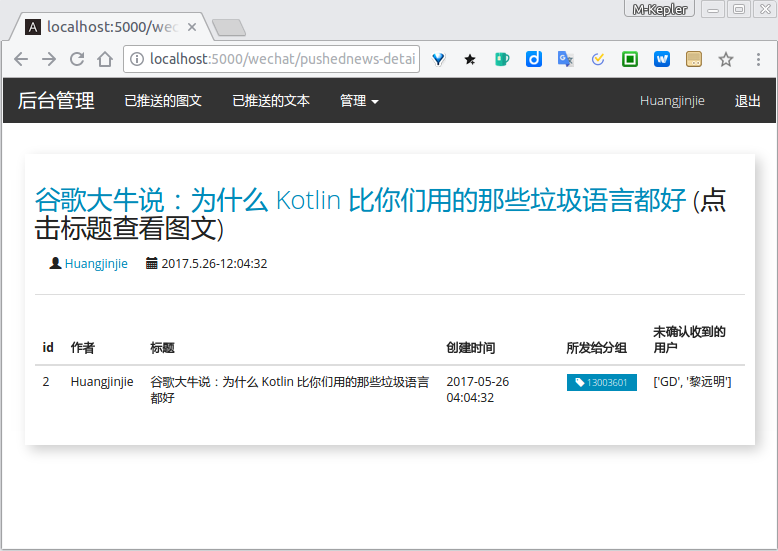 M-Kepler
localhost:5000/wec
localhost:5000/wechat/pushednews-detai
后台管理 已推送的图文 已推送的文本 管理 Huangjinjie 退出
谷歌大牛说：为什么 Kotlin 比你们用的那些垃圾语言都好 (点
击标题查看图文)
Huangjinjie 2017.5.26-12:04:32
id 作者 标题 创建时间 所发给分组 未确认收到的
用户
2 Huangjinjie 谷歌大牛说：为什么 Kotlin 比你们用的那些垃圾语言 2017-05-26 13003601 ['GD', '黎远明']
都好 04:04:32